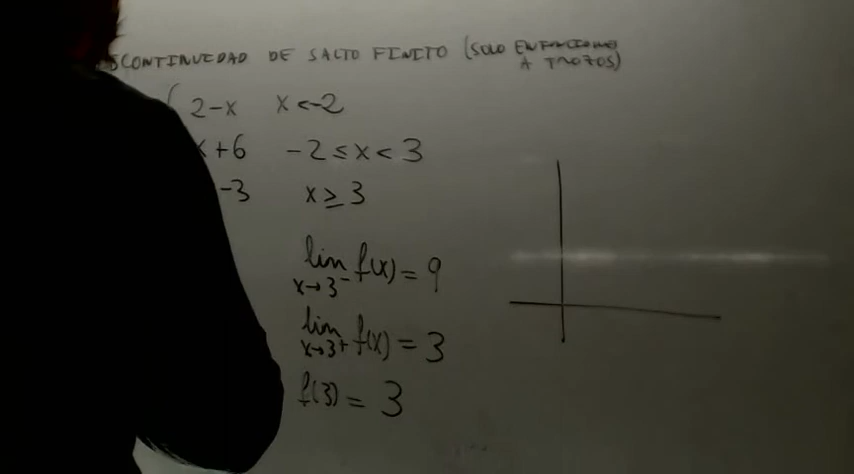 DISCONTINUIDAD DE SALTO FINITO (SOLO EN FUNCIONES
A TROZOS)
2-x x<-2
x+6 -2≤x<3
-3 x≥3
lim f(x)=9
x→3⁻
lim f(x)=3
x→3+
f(3)=3